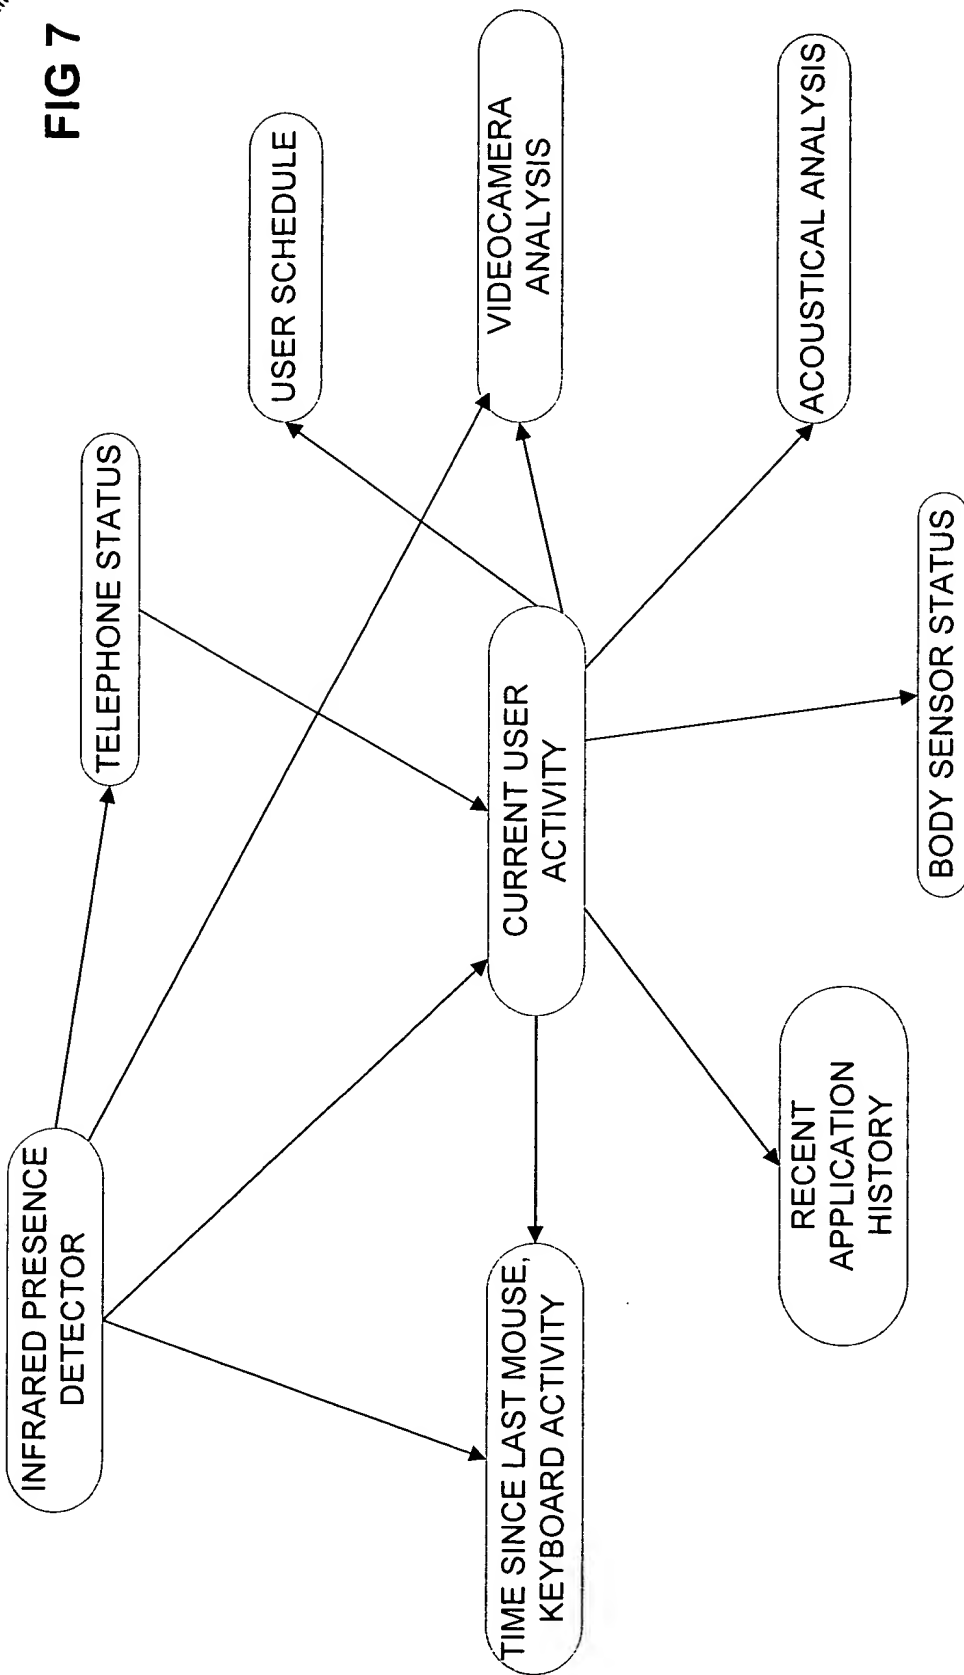 FIG 7
INFRARED PRESENCE
DETECTOR
TELEPHONE STATUS
USER SCHEDULE
TIME SINCE LAST MOUSE,
KEYBOARD ACTIVITY
CURRENT USER
ACTIVITY
VIDEOCAMERA
ANALYSIS
RECENT
APPLICATION
HISTORY
BODY SENSOR STATUS
ACOUSTICAL ANALYSIS